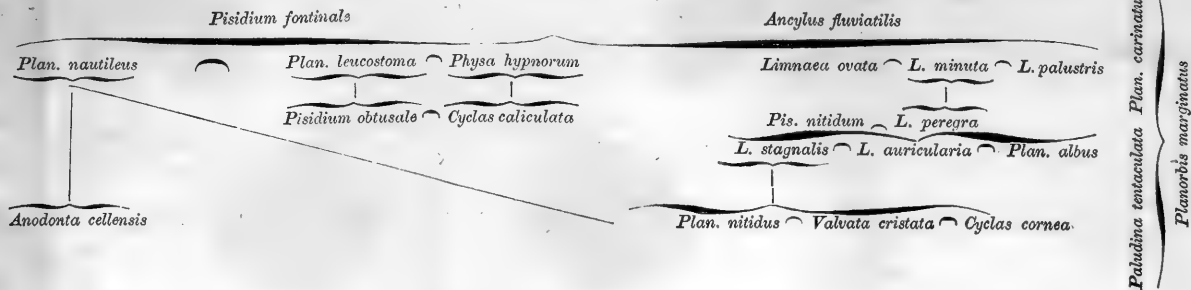 Pisidium fontinale Ancylus fluviatilis
Plan. nautileus Plan. leucostoma Physa hypnorum Limnaea ovata L. minuta L. palustris
Pisidium obtusale Cyclas caliculata Pis. nitidum L. peregra
L. stagnalis L. auricularia Plan. albus
Anodonta cellensis Plan. nitidus Valvata cristata Cyclas cornea.
Paludina tentaculata Plan. carinatus
Planorbis marginatus